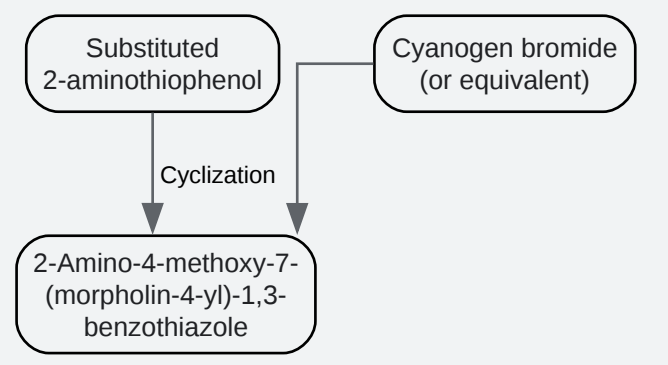 Substituted
2-aminothiophenol
Cyanogen bromide
(or equivalent)
Cyclization
2-Amino-4-methoxy-7-
(morpholin-4-yl)-1,3-
benzothiazole